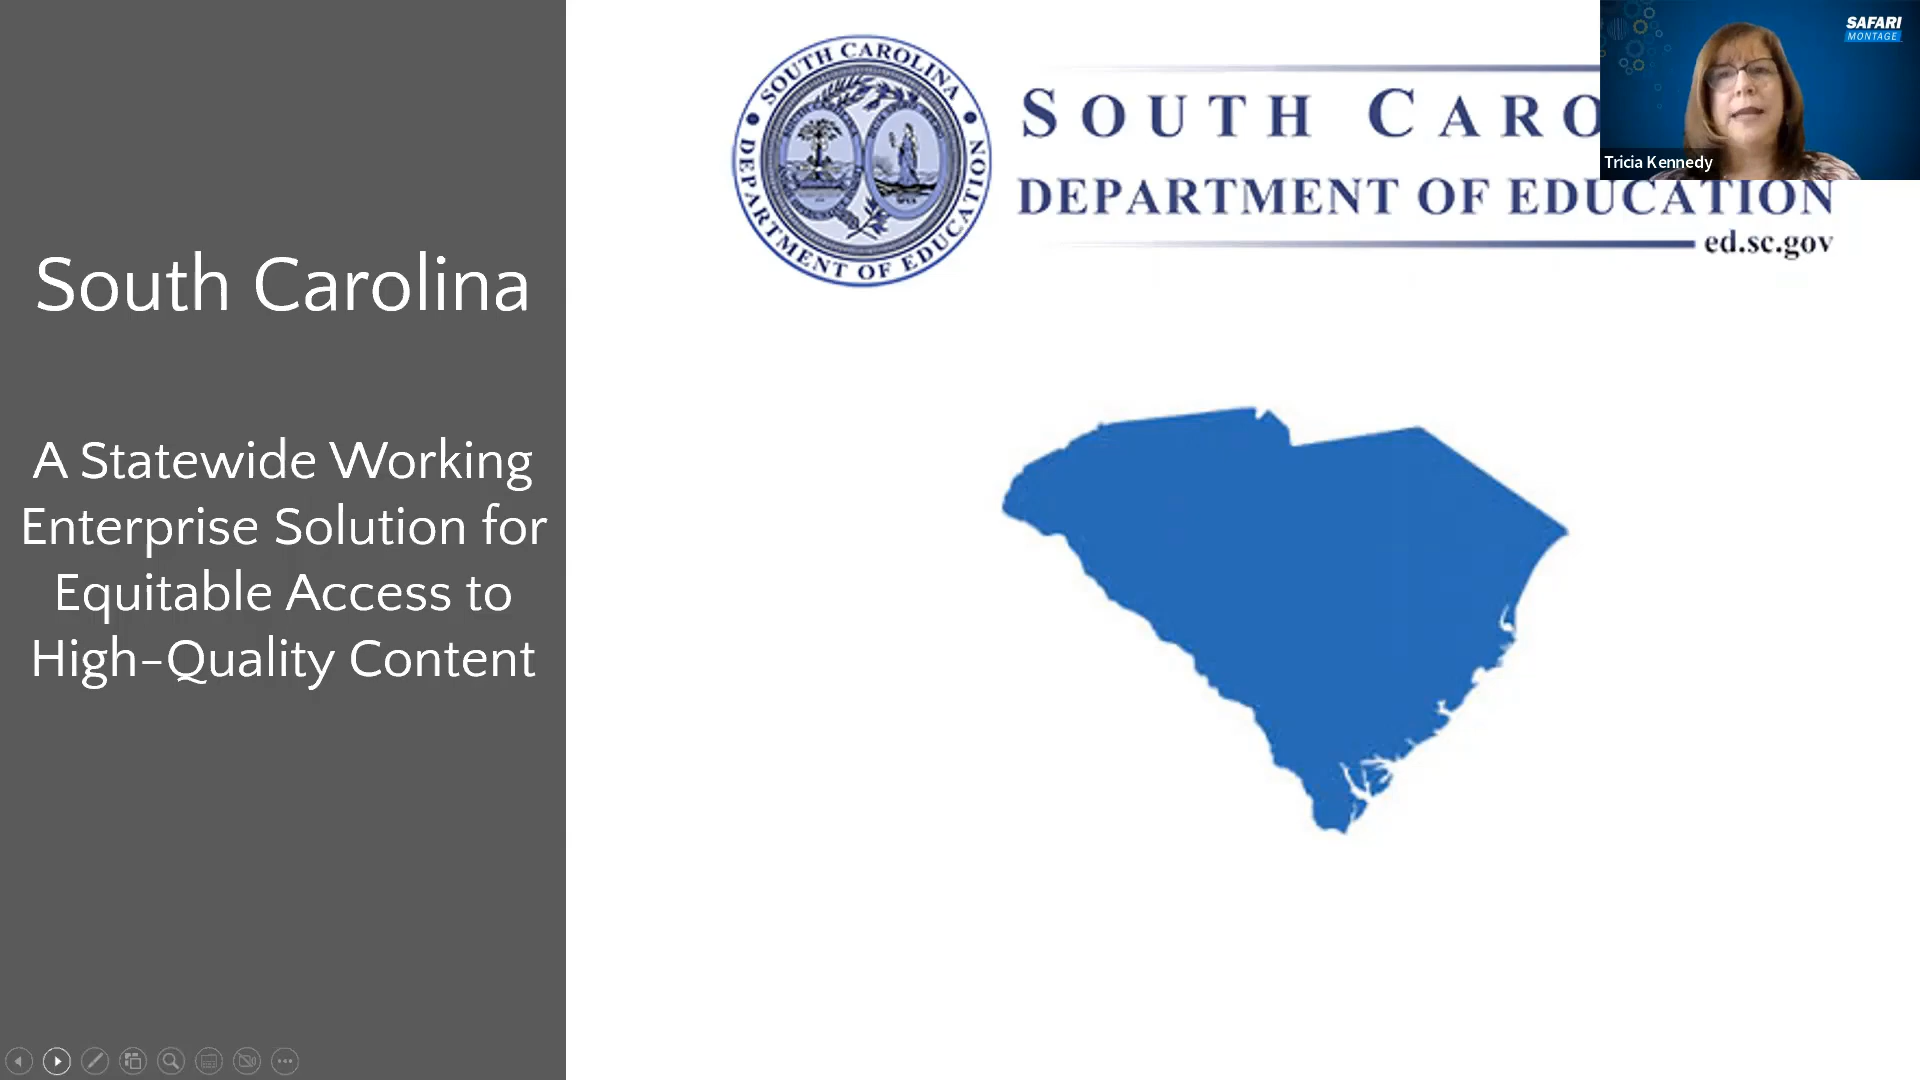 South Carolina
A Statewide Working
Enterprise Solution for
Equitable Access to
High-Quality Content
SOUTH CAROLINA
DEPARTMENT OF EDUCATION
SOUTH CARO
DEPARTMENT OF EDUCATION
ed.sc.gov
SAFARI
MONTAGE
Tricia Kennedy